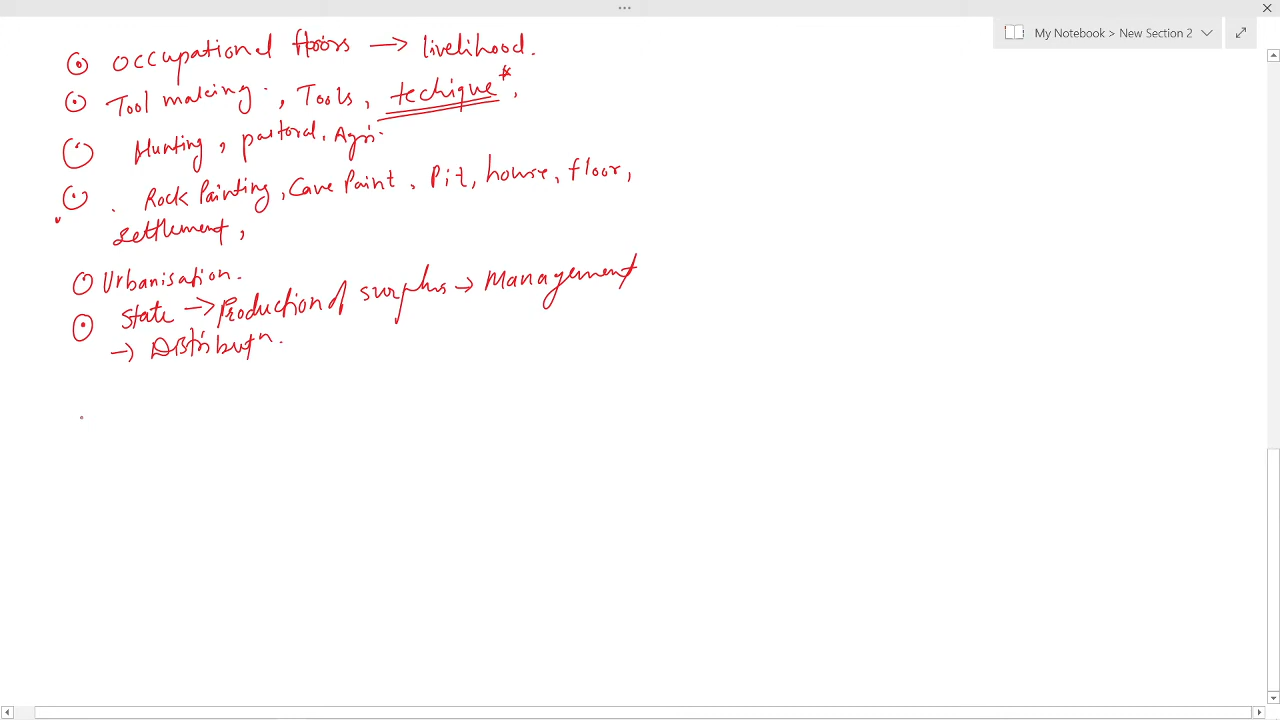 ...
My Notebook > New Section 2
Occupational floors → livelihood.
Tool making, Tools, techique*,
Hunting, pastoral, Agri.
Rock Painting, Cave Paint, Pit, house, floor,
settlement,
Urbanisation.
State → Production of surplus → Management
→ Distributn.